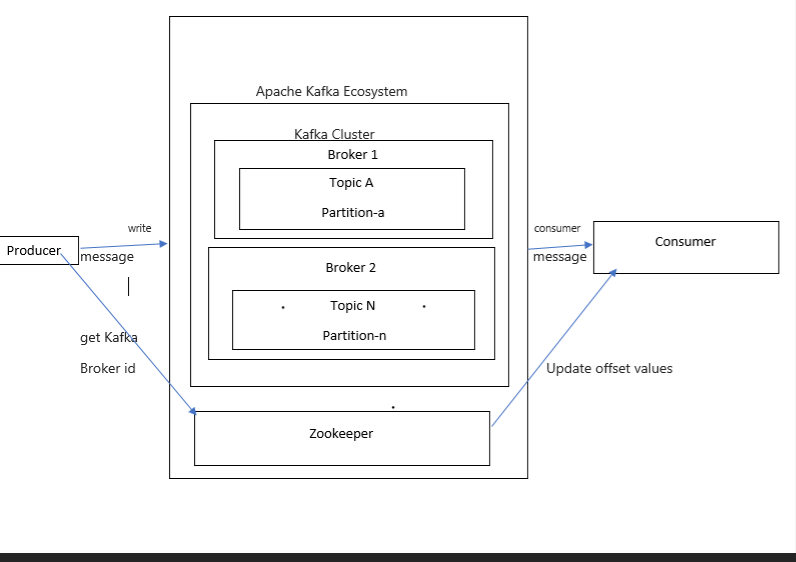 Apache Kafka Ecosystem
Kafka Cluster
Broker 1
Topic A
Partition-a
Broker 2
Topic N
Partition-n
Zookeeper
Producer
write
message
get Kafka
Broker id
consumer
message
Consumer
Update offset values